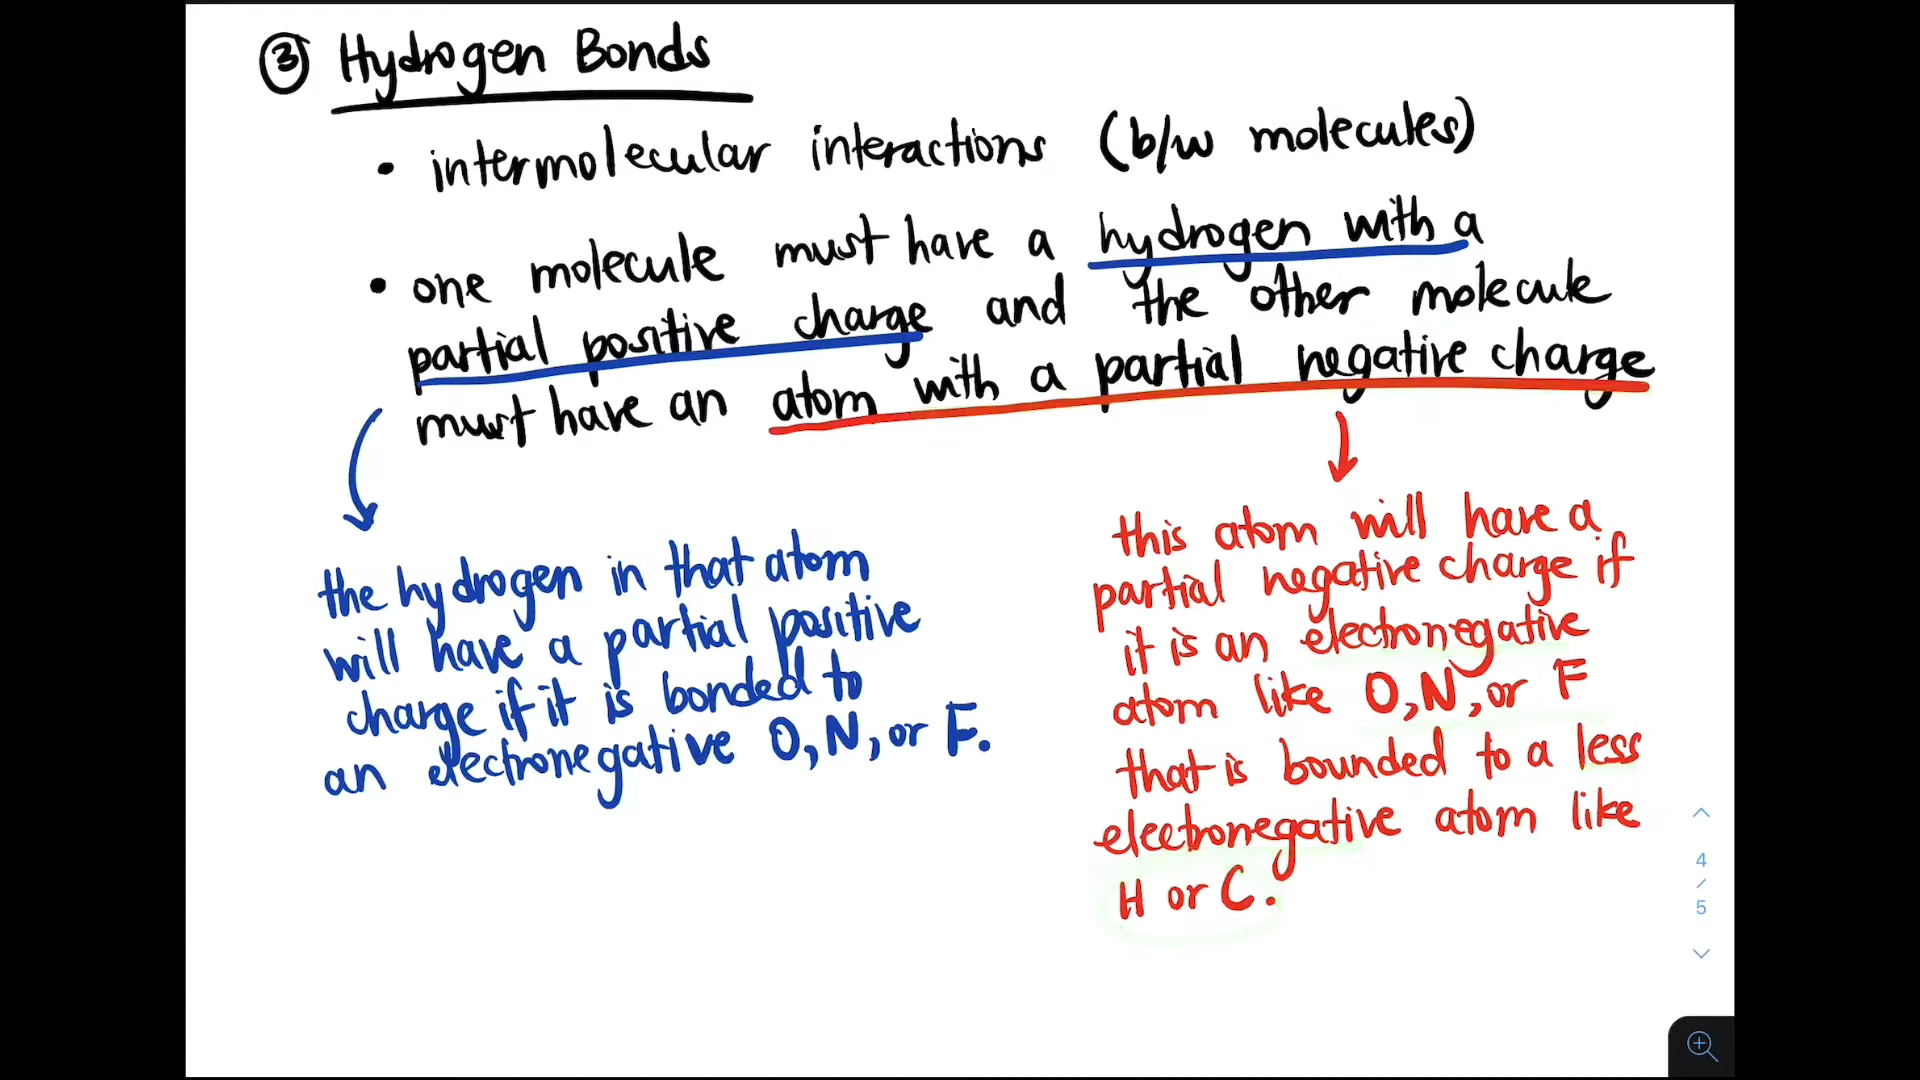 ③ Hydrogen Bonds
• intermolecular interactions (b/w molecules)
• one molecule must have a hydrogen with a
partial positive charge and the other molecule
must have an atom with a partial negative charge
the hydrogen in that atom
will have a partial positive
charge if it is bonded to
an electronegative O, N, or F.
this atom will have a
partial negative charge if
it is an electronegative
atom like O, N, or F
that is bounded to a less
electronegative atom like
H or C.
4
/
5